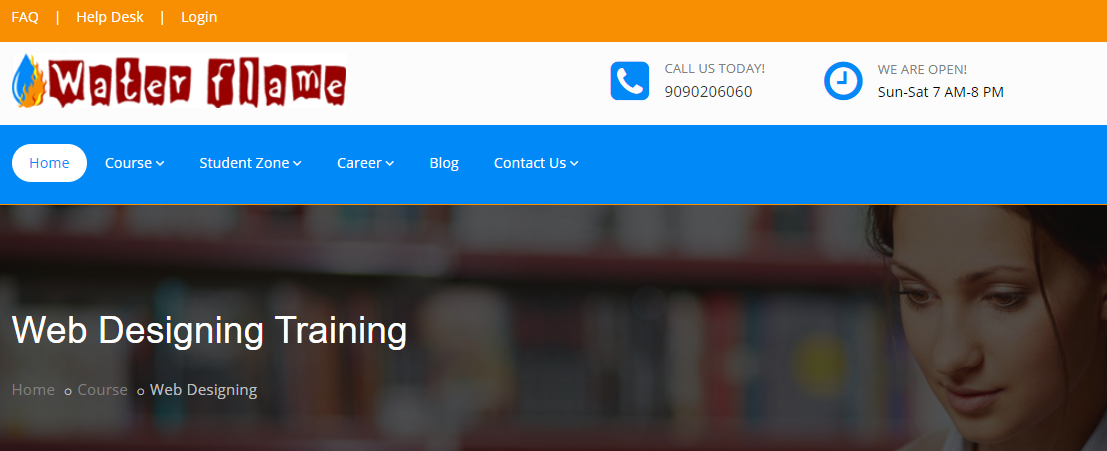 FAQ | Help Desk | Login
Water flame
CALL US TODAY!
9090206060
WE ARE OPEN!
Sun-Sat 7 AM-8 PM
Home Course Student Zone Career Blog Contact Us
Web Designing Training
Home Course Web Designing